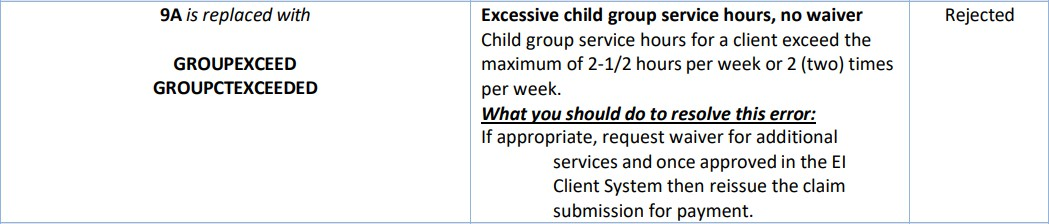 9A is replaced with
GROUPEXCEED
GROUPCTEXCEEDED
Excessive child group service hours, no waiver
Child group service hours for a client exceed the
maximum of 2-1/2 hours per week or 2 (two) times
per week.
What you should do to resolve this error:
If appropriate, request waiver for additional
services and once approved in the EI
Client System then reissue the claim
submission for payment.
Rejected